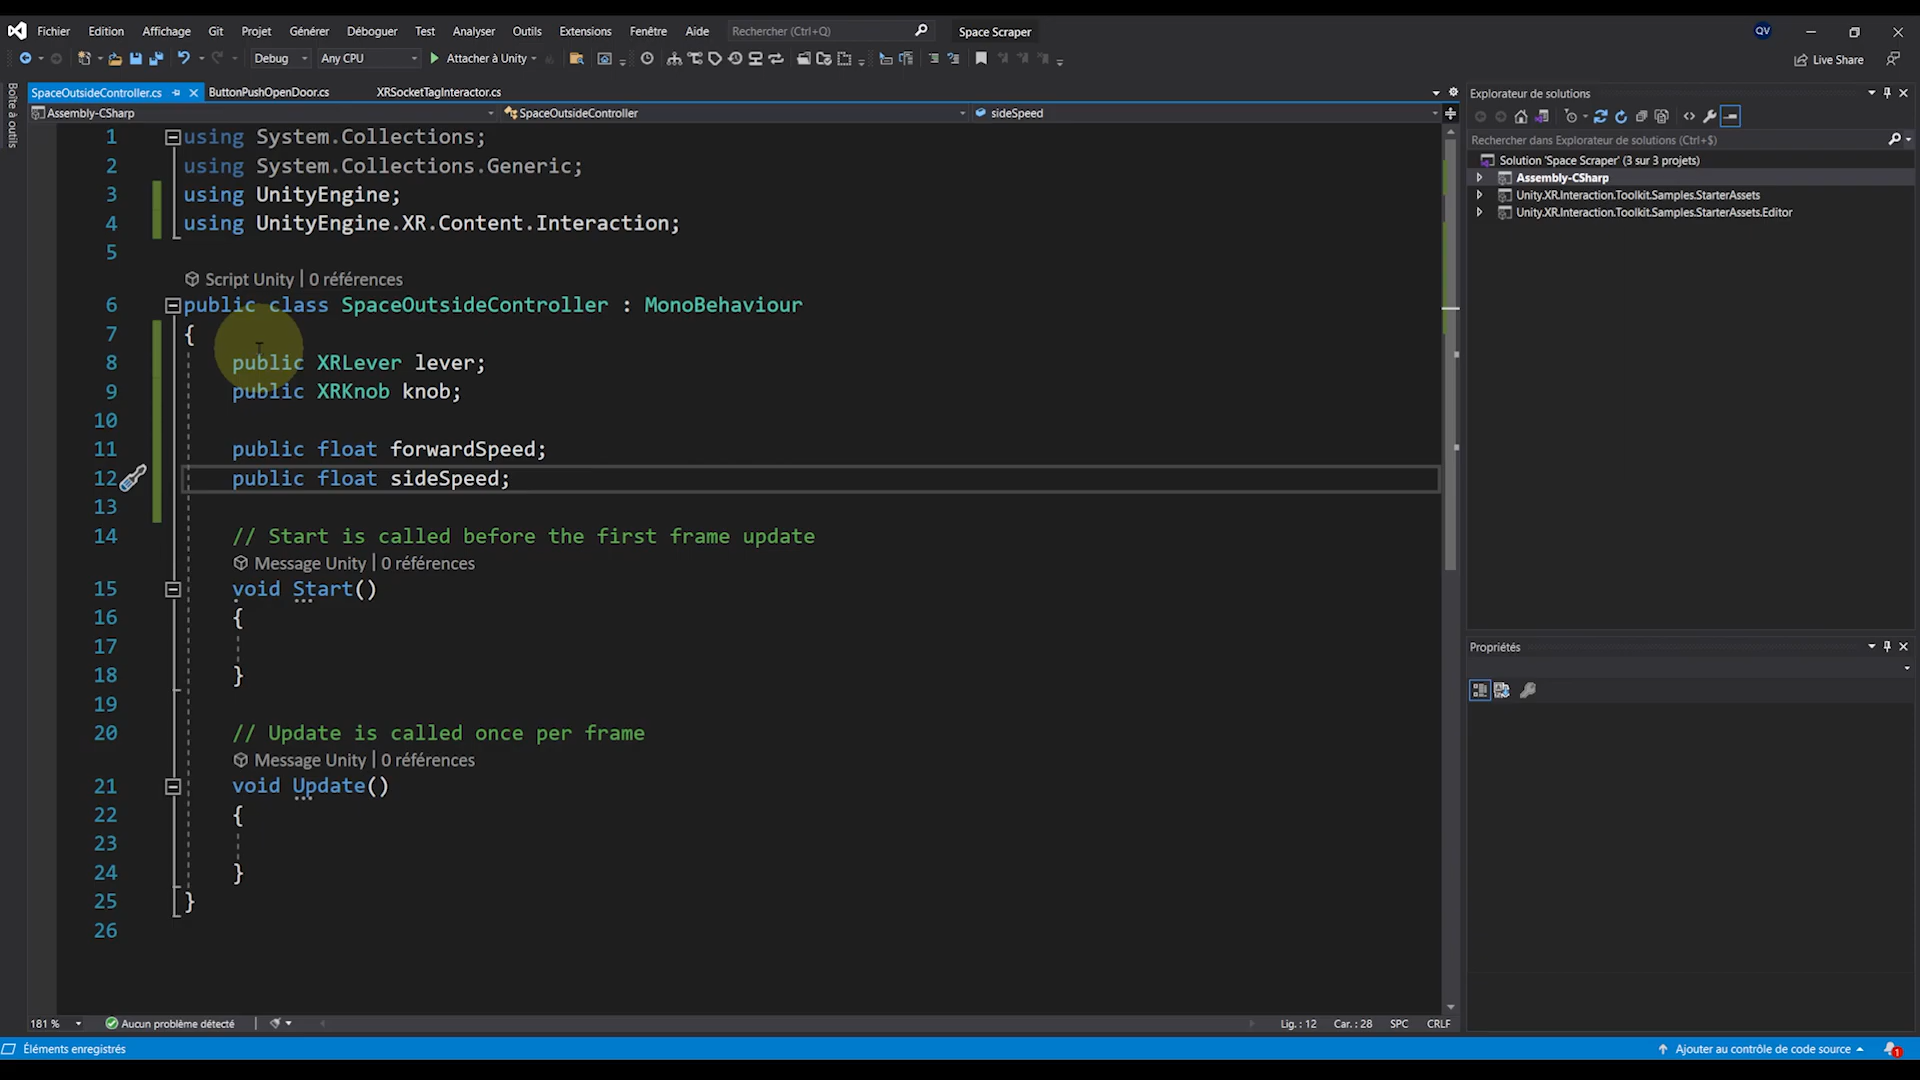 Fichier Edition Affichage Git Projet Générer Déboguer Test Analyser Outils Extensions Fenêtre Aide Rechercher (Ctrl+Q) Space Scraper QV
Debug Any CPU Attacher à Unity Live Share
Boîte à outils
SpaceOutsideController.cs ButtonPushOpenDoor.cs XRSocketTagInteractor.cs
Assembly-CSharp SpaceOutsideController sideSpeed
1 using System.Collections;
2 using System.Collections.Generic;
3 using UnityEngine;
4 using UnityEngine.XR.Content.Interaction;
5
Script Unity | 0 références
6 public class SpaceOutsideController : MonoBehaviour
7 {
8 public XRLever lever;
9 public XRKnob knob;
10
11 public float forwardSpeed;
12 public float sideSpeed;
13
14 // Start is called before the first frame update
Message Unity | 0 références
15 void Start()
16 {
17
18 }
19
20 // Update is called once per frame
Message Unity | 0 références
21 void Update()
22 {
23
24 }
25 }
26
181 % Aucun problème détecté Lig. : 12 Car. : 28 SPC CRLF
Explorateur de solutions
Rechercher dans Explorateur de solutions (Ctrl+$)
Solution 'Space Scraper' (3 sur 3 projets)
Assembly-CSharp
Unity.XR.Interaction.Toolkit.Samples.StarterAssets
Unity.XR.Interaction.Toolkit.Samples.StarterAssets.Editor
Propriétés
Éléments enregistrés Ajouter au contrôle de code source 1